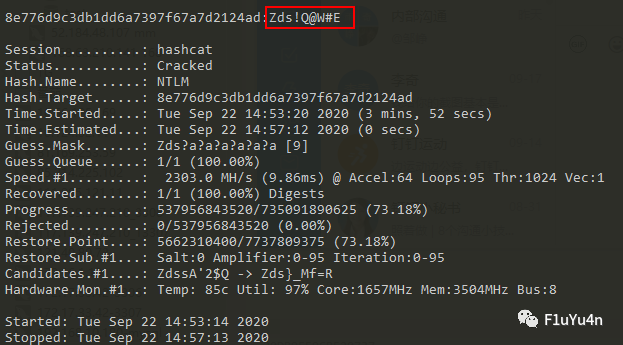 8e776d9c3db1dd6a7397f67a7d2124ad:Zds!Q@W#E
Session..........: hashcat
Status...........: Cracked
Hash.Name........: NTLM
Hash.Target......: 8e776d9c3db1dd6a7397f67a7d2124ad
Time.Started.....: Tue Sep 22 14:53:20 2020 (3 mins, 52 secs)
Time.Estimated...: Tue Sep 22 14:57:12 2020 (0 secs)
Guess.Mask.......: Zds?a?a?a?a?a?a [9]
Guess.Queue......: 1/1 (100.00%)
Speed.#1.........:  2303.0 MH/s (9.86ms) @ Accel:64 Loops:95 Thr:1024 Vec:1
Recovered........: 1/1 (100.00%) Digests
Progress.........: 537956843520/735091890625 (73.18%)
Rejected.........: 0/537956843520 (0.00%)
Restore.Point....: 5662310400/7737809375 (73.18%)
Restore.Sub.#1...: Salt:0 Amplifier:0-95 Iteration:0-95
Candidates.#1....: ZdssA'2$Q -> Zds}_Mf=R
Hardware.Mon.#1..: Temp: 85c Util: 97% Core:1657MHz Mem:3504MHz Bus:8
Started: Tue Sep 22 14:53:14 2020
Stopped: Tue Sep 22 14:57:13 2020
F1uYu4n